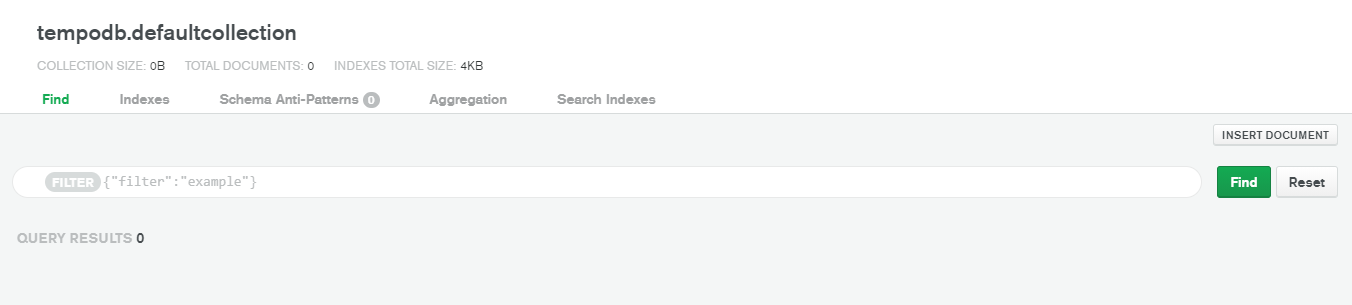 tempodb.defaultcollection
COLLECTION SIZE: 0B TOTAL DOCUMENTS: 0 INDEXES TOTAL SIZE: 4KB
Find Indexes Schema Anti-Patterns 0 Aggregation Search Indexes
INSERT DOCUMENT
FILTER {"filter":"example"} Find Reset
QUERY RESULTS 0